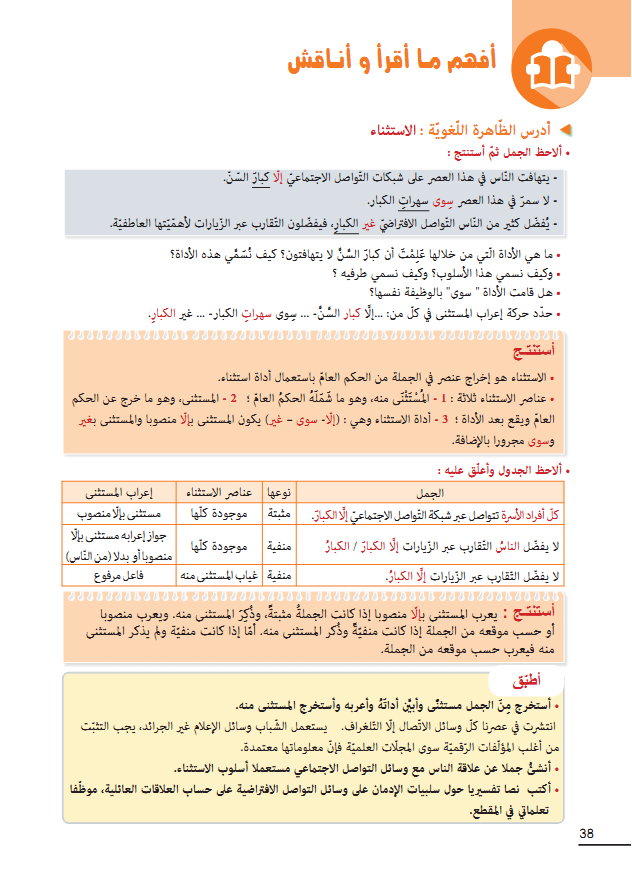 أفهم مـا أقرأ و أنـاقش
◄ أدرس الظّاهرة اللّغويّة : الاستثناء
• ألاحظ الجمل ثمّ أستنتج :
- يتهافت النّاس في هذا العصر على شبكات التّواصل الاجتماعيّ إلّا كبارَ السّنّ.
- لا سمرَ في هذا العصر سِوى سهراتِ الكبار.
- يُفضّل كثير من النّاس التّواصل الافتراضيّ غير الكبارِ، فيفضلون التّقارب عبر الزّيارات لأهمّيّتها العاطفيّة.
• ما هي الأداة الّتي من خلالها عَلِمْتَ أن كبارَ السُّنُ لا يتهافتون؟ كيف نُسَمّي هذه الأداة؟
• وكيف نسمي هذا الأسلوب؟ وكيف نسمي طرفيه ؟
• هل قامت الأداة " سوى" بالوظيفة نفسها؟
• حدّد حركة إعراب المستثنى في كلّ من: ...إلّا كبار السُّنُ- ... سِوى سهراتِ الكبار- ... غير الكبارِ.
أستنتـج
• الاستثناء هو إخراج عنصر في الجملة من الحكم العامّ باستعمال أداة استثناء.
• عناصر الاستثناء ثلاثة : 1 - المُسْتَثْنَى منه، وهو ما شَمَلَهُ الحكمُ العامّ ؛ 2 - المستثنى، وهو ما خرج عن الحكم
العامّ ويقع بعد الأداة ؛ 3 - أداة الاستثناء وهي : (إلّا- سوى – غير) يكون المستثنى بإلّا منصوبا والمستثنى بغير
وسوى مجرورا بالإضافة.
• ألاحظ الجدول وأعلّق عليه :
الجمل نوعها عناصر الاستثناء إعراب المستثنى
كلّ أفراد الأسرة تتواصل عبر شبكة التّواصل الاجتماعيّ إلّا الكبارَ. مثبتة موجودة كلّها مستثنى بإلّا منصوب
لا يفضّل الناسُ التّقارب عبر الزّيارات إلّا الكبارَ / الكبارُ منفية موجودة كلّها جواز إعرابه مستثنى بإلّا
منصوبا أو بدلا (من النّاس)
لا يفضّل التّقارب عبر الزّيارات إلّا الكبارُ. منفية غياب المستثنى منه فاعل مرفوع
أستنتـج : يعرب المستثنى بإلّا منصوبا إذا كانت الجملةُ مثبتةً، وذُكِرَ المستثنى منه. ويعرب منصوبا
أو حسب موقعه من الجملة إذا كانت منفيّةً وذُكر المستثنى منه. أمّا إذا كانت منفيّة ولم يذكر المستثنى
منه فيعرب حسب موقعه من الجملة.
أطبّق
• أستخرج مِنَ الجمل مستثنًى وأبيّن أداتَهُ وأعربه وأستخرج المستثنى منه.
انتشرت في عصرنا كلّ وسائل الاتّصال إلّا التّلغراف. يستعمل الشّباب وسائل الإعلام غير الجرائد، يجب التثبّت
من أغلب المؤلّفات الرّقميّة سوى المجلّات العلميّة فإنّ معلوماتها معتمدة.
• أنشئُ جملا عن علاقة الناس مع وسائل التواصل الاجتماعي مستعملا أسلوب الاستثناء.
• أكتب نصا تفسيريا حول سلبيات الإدمان على وسائل التواصل الافتراضية على حساب العلاقات العائلية، موظّفا
تعلماتي في المقطع.
38